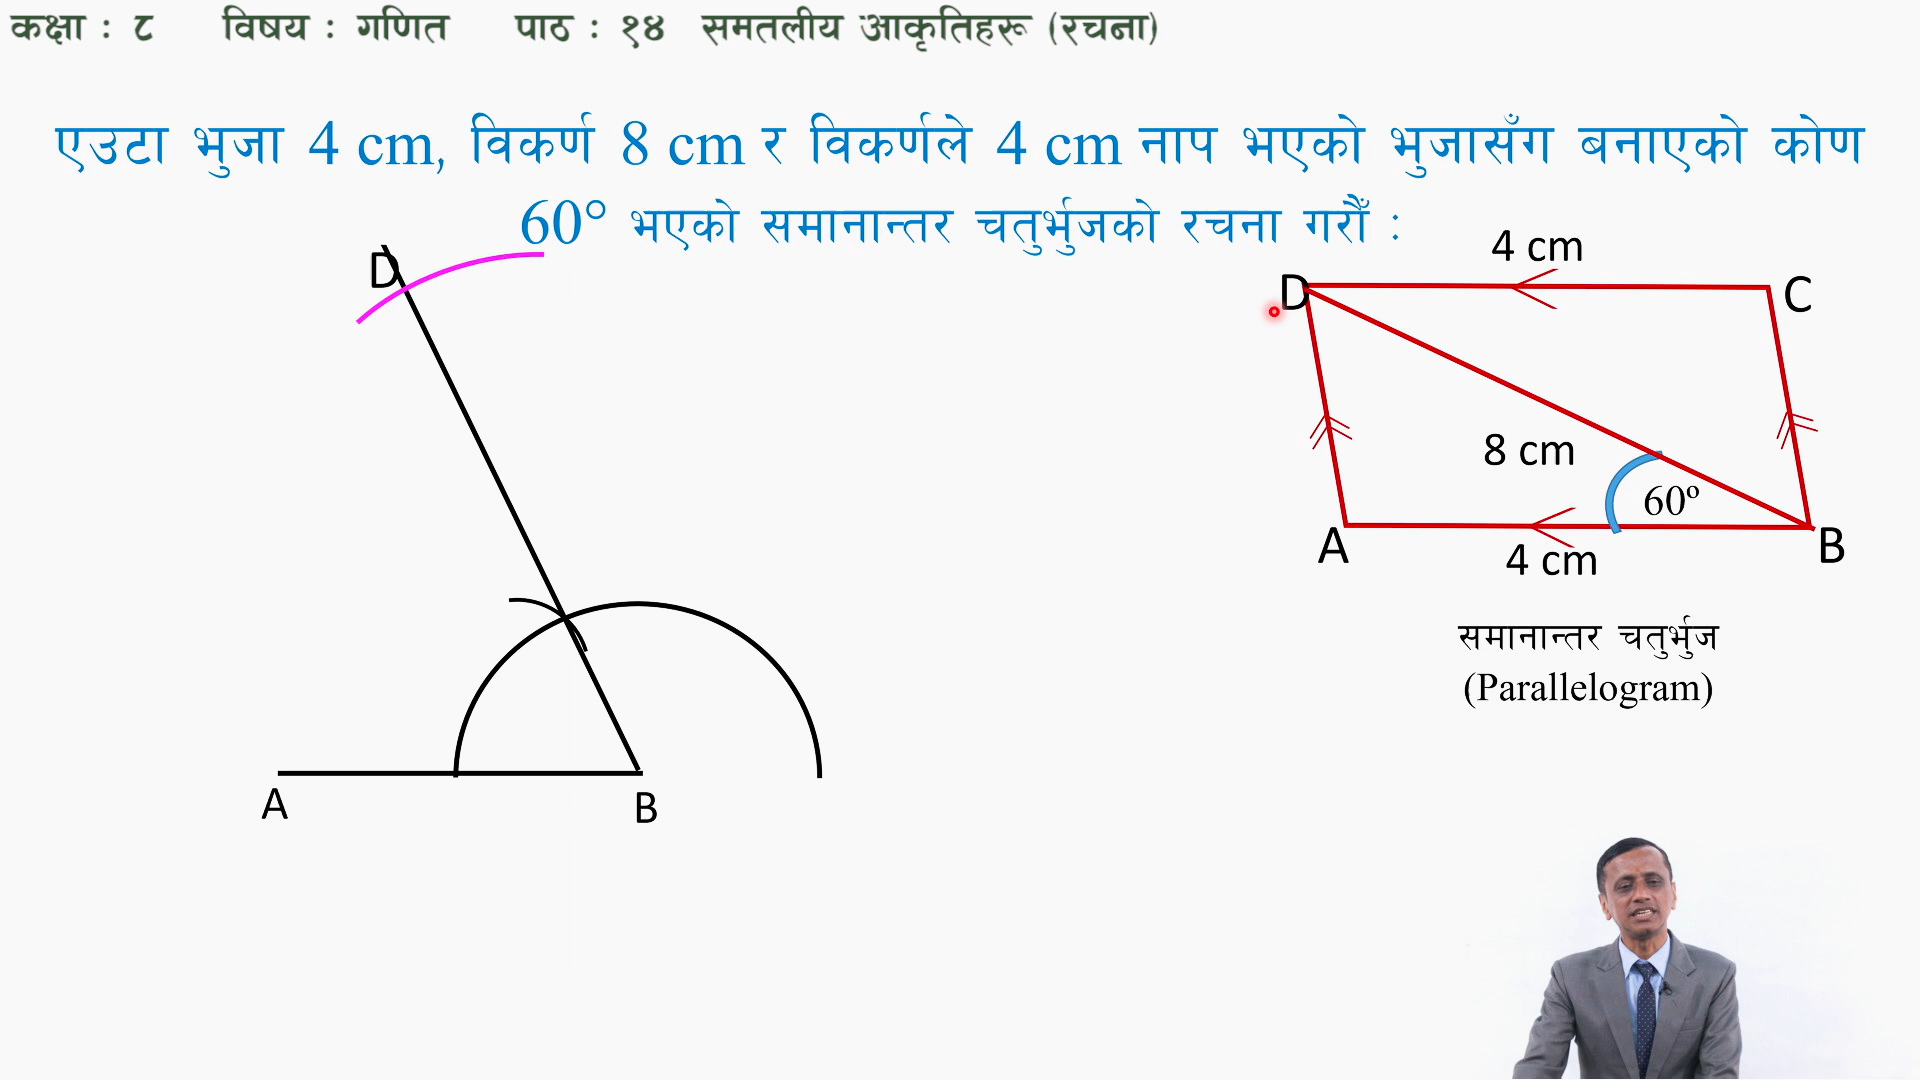 कक्षा : ८ विषय : गणित पाठ : १४ समतलीय आकृतिहरू (रचना)
एउटा भुजा 4 cm, विकर्ण 8 cm र विकर्णले 4 cm नाप भएको भुजासँग बनाएको कोण
60° भएको समानान्तर चतुर्भुजको रचना गरौँ :
D
A
B
4 cm
D
C
8 cm
60º
A
B
4 cm
समानान्तर चतुर्भुज
(Parallelogram)